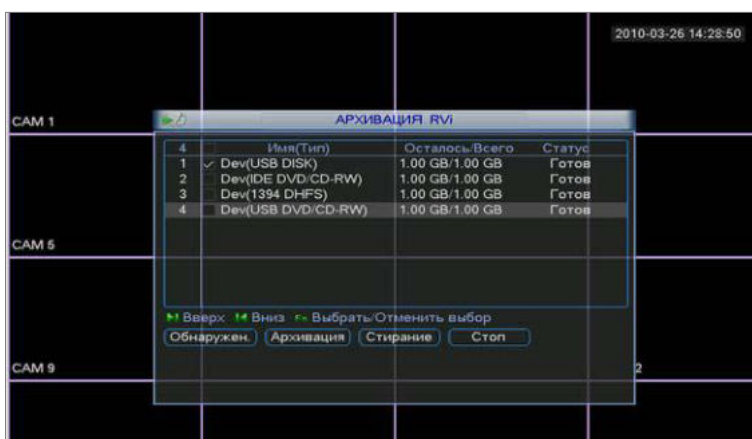 2010-03-26 14:28:50
CAM 1
АРХИВАЦИЯ RVi
4 Имя(Тип) Осталось/Всего Статус
1 Dev(USB DISK) 1.00 GB/1.00 GB Готов
2 Dev(IDE DVD/CD-RW) 1.00 GB/1.00 GB Готов
3 Dev(1394 DHFS) 1.00 GB/1.00 GB Готов
4 Dev(USB DVD/CD-RW) 1.00 GB/1.00 GB Готов
CAM 5
Вверх Вниз Fn Выбрать/Отменить выбор
Обнаружен. Архивация Стирание Стоп
CAM 9
2